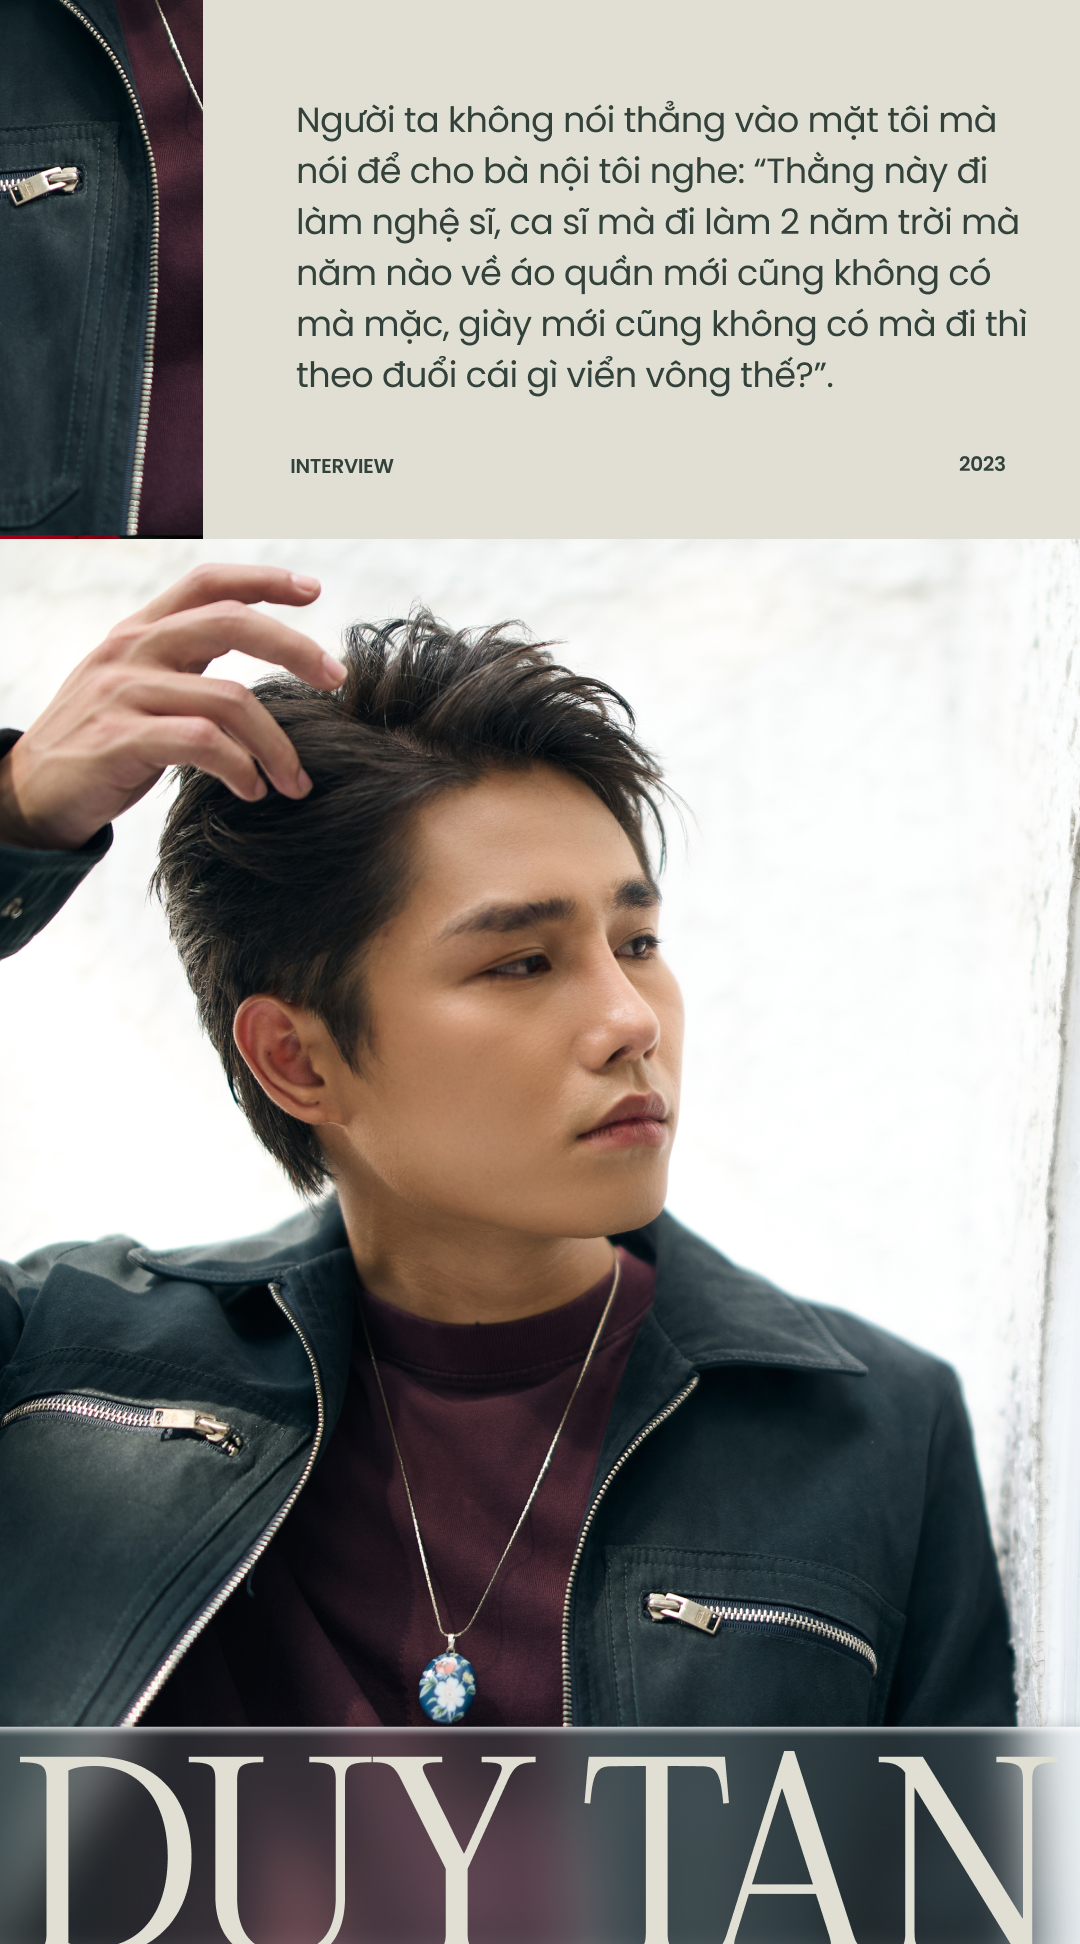 Người ta không nói thẳng vào mặt tôi mà
nói để cho bà nội tôi nghe: “Thằng này đi
làm nghệ sĩ, ca sĩ mà đi làm 2 năm trời mà
năm nào về áo quần mới cũng không có
mà mặc, giày mới cũng không có mà đi thì
theo đuổi cái gì viển vông thế?”.
INTERVIEW
2023
DUY TAN